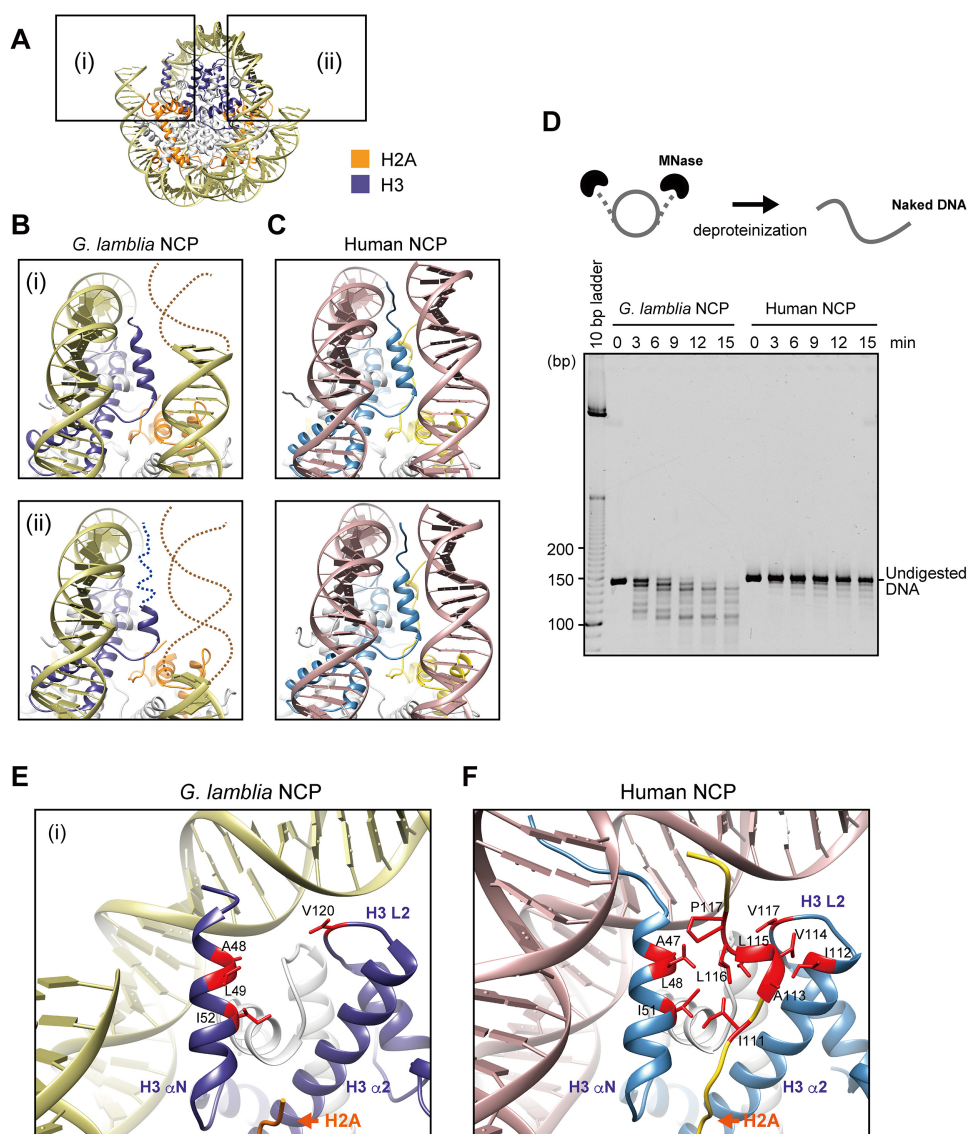 A
(i)
(ii)
H2A
H3
B
G. lamblia NCP
(i)
(ii)
C
Human NCP
D
MNase
deproteinization
Naked DNA
10 bp ladder
G. lamblia NCP
Human NCP
0 3 6 9 12 15 0 3 6 9 12 15 min
(bp)
200
150
100
Undigested
DNA
E
G. lamblia NCP
(i)
V120
H3 L2
A48
L49
I52
H3 αN
H3 α2
H2A
F
Human NCP
P117
V117
H3 L2
V114
A47
L115
I112
L48
L116
A113
I51
I111
H3 αN
H3 α2
H2A